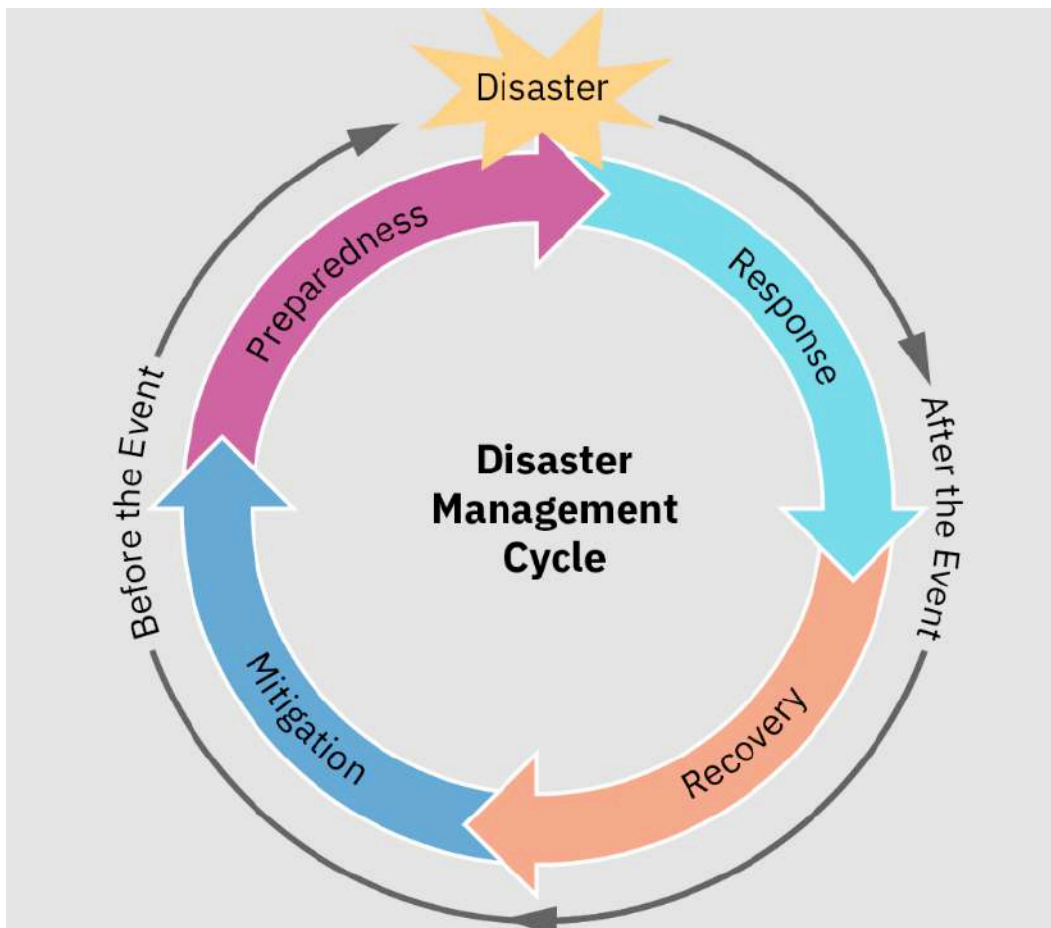 Disaster
Preparedness
Response
Before the Event
After the Event
Disaster
Management
Cycle
Mitigation
Recovery